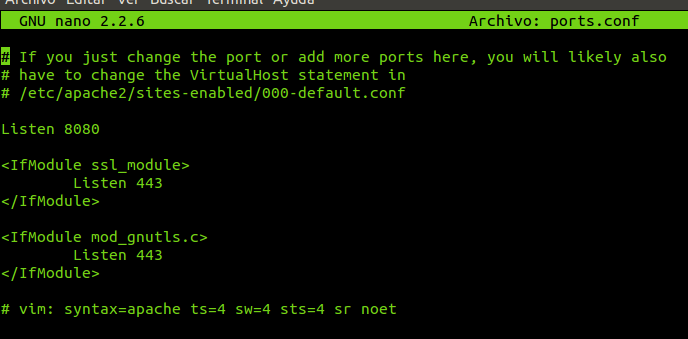 Archivo Editar Ver Buscar Terminal Ayuda
GNU nano 2.2.6 Archivo: ports.conf
# If you just change the port or add more ports here, you will likely also
# have to change the VirtualHost statement in
# /etc/apache2/sites-enabled/000-default.conf
Listen 8080
<IfModule ssl_module>
Listen 443
</IfModule>
<IfModule mod_gnutls.c>
Listen 443
</IfModule>
# vim: syntax=apache ts=4 sw=4 sts=4 sr noet